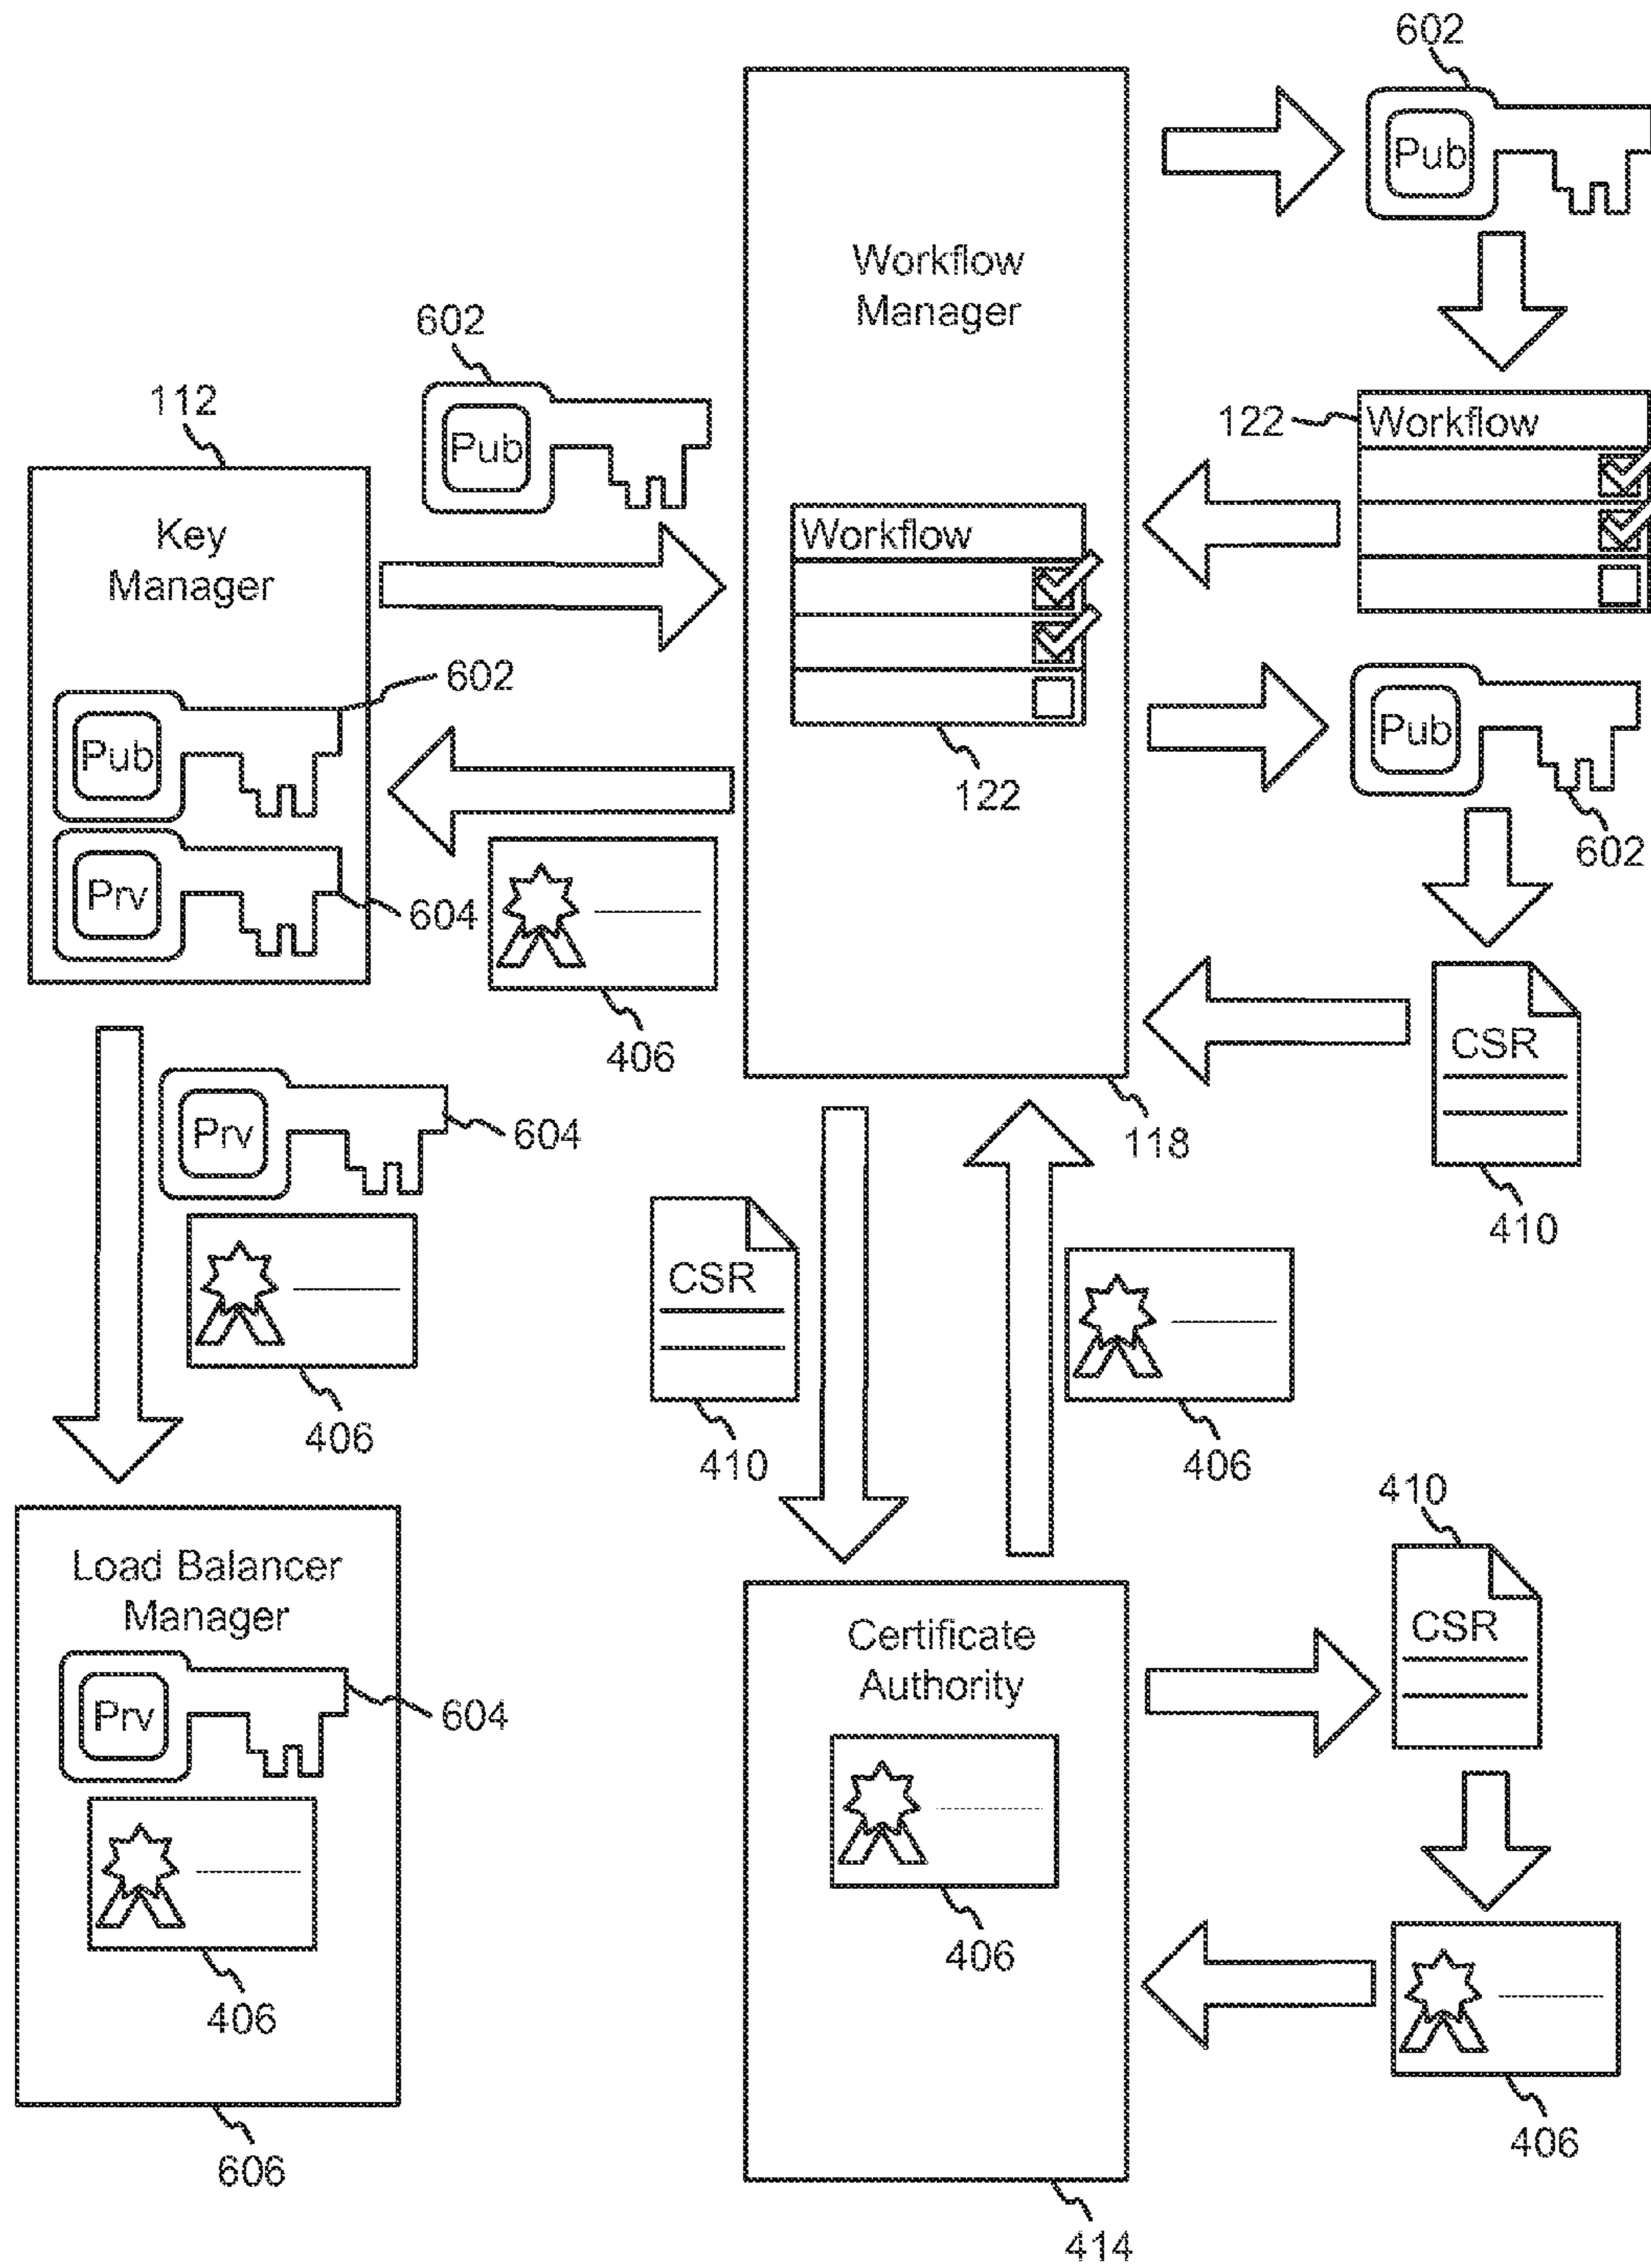 602
Pub
Workflow
Manager
602
Pub
112
122
Workflow
Key
Manager
Workflow
602
Pub
Pub
122
602
Prv
604
406
CSR
118
410
Prv
604
CSR
410
406
406
410
Load Balancer
Manager
Certificate
Authority
CSR
Prv
604
406
406
406
606
414